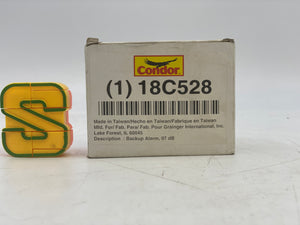 Condor
(1) 18C528
Made in Taiwan/Hecho en Taiwan/Fabrique en Taiwan
Mfd. For/ Fab. Para/ Fab. Pour Grainger International, Inc.
Lake Forest, IL 60045
Description : Backup Alarm, 97 dB
S